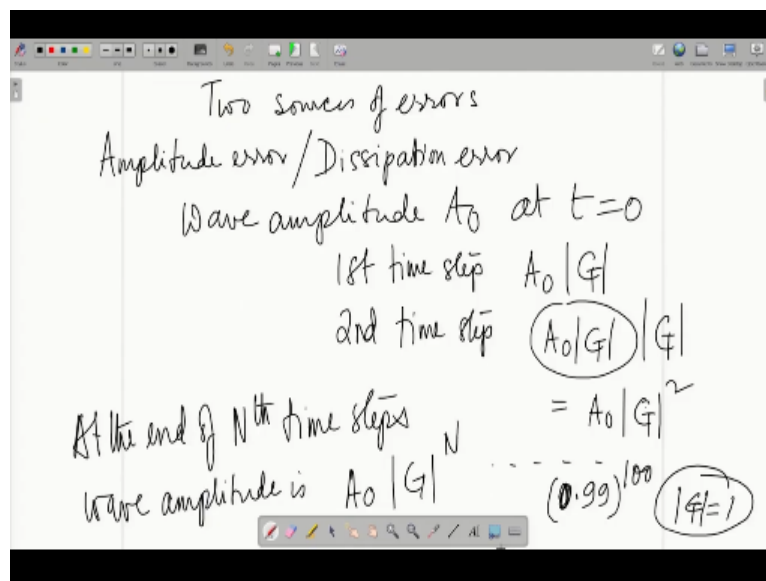 Two sources of errors
Amplitude error / Dissipation error
Wave amplitude A₀ at t=0
1st time step A₀|G|
2nd time step A₀|G| |G|
= A₀|G|²
At the end of Nᵗʰ time steps
wave amplitude is A₀|G|ᴺ ...... (0.99)¹⁰⁰ |G|=1